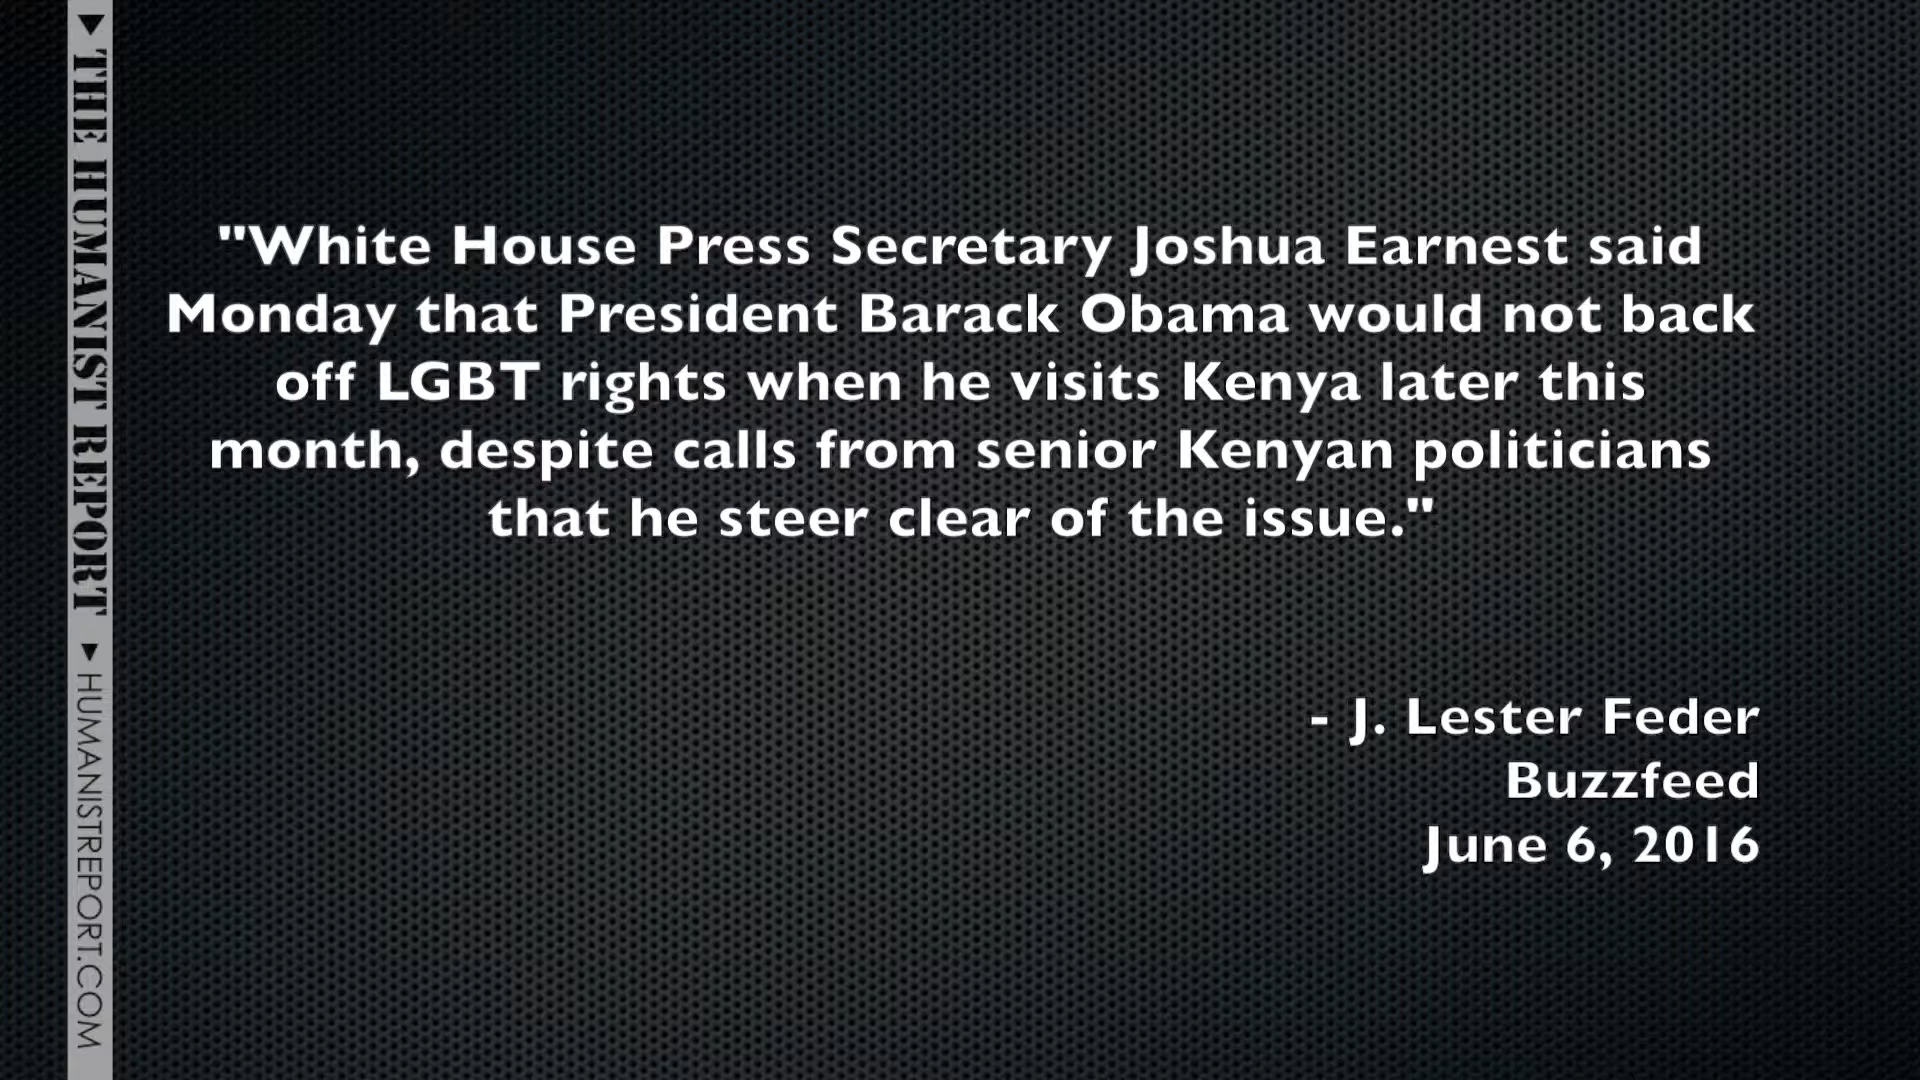 THE HUMANIST REPORT
HUMANISTREPORT.COM
"White House Press Secretary Joshua Earnest said
Monday that President Barack Obama would not back
off LGBT rights when he visits Kenya later this
month, despite calls from senior Kenyan politicians
that he steer clear of the issue."
- J. Lester Feder
Buzzfeed
June 6, 2016